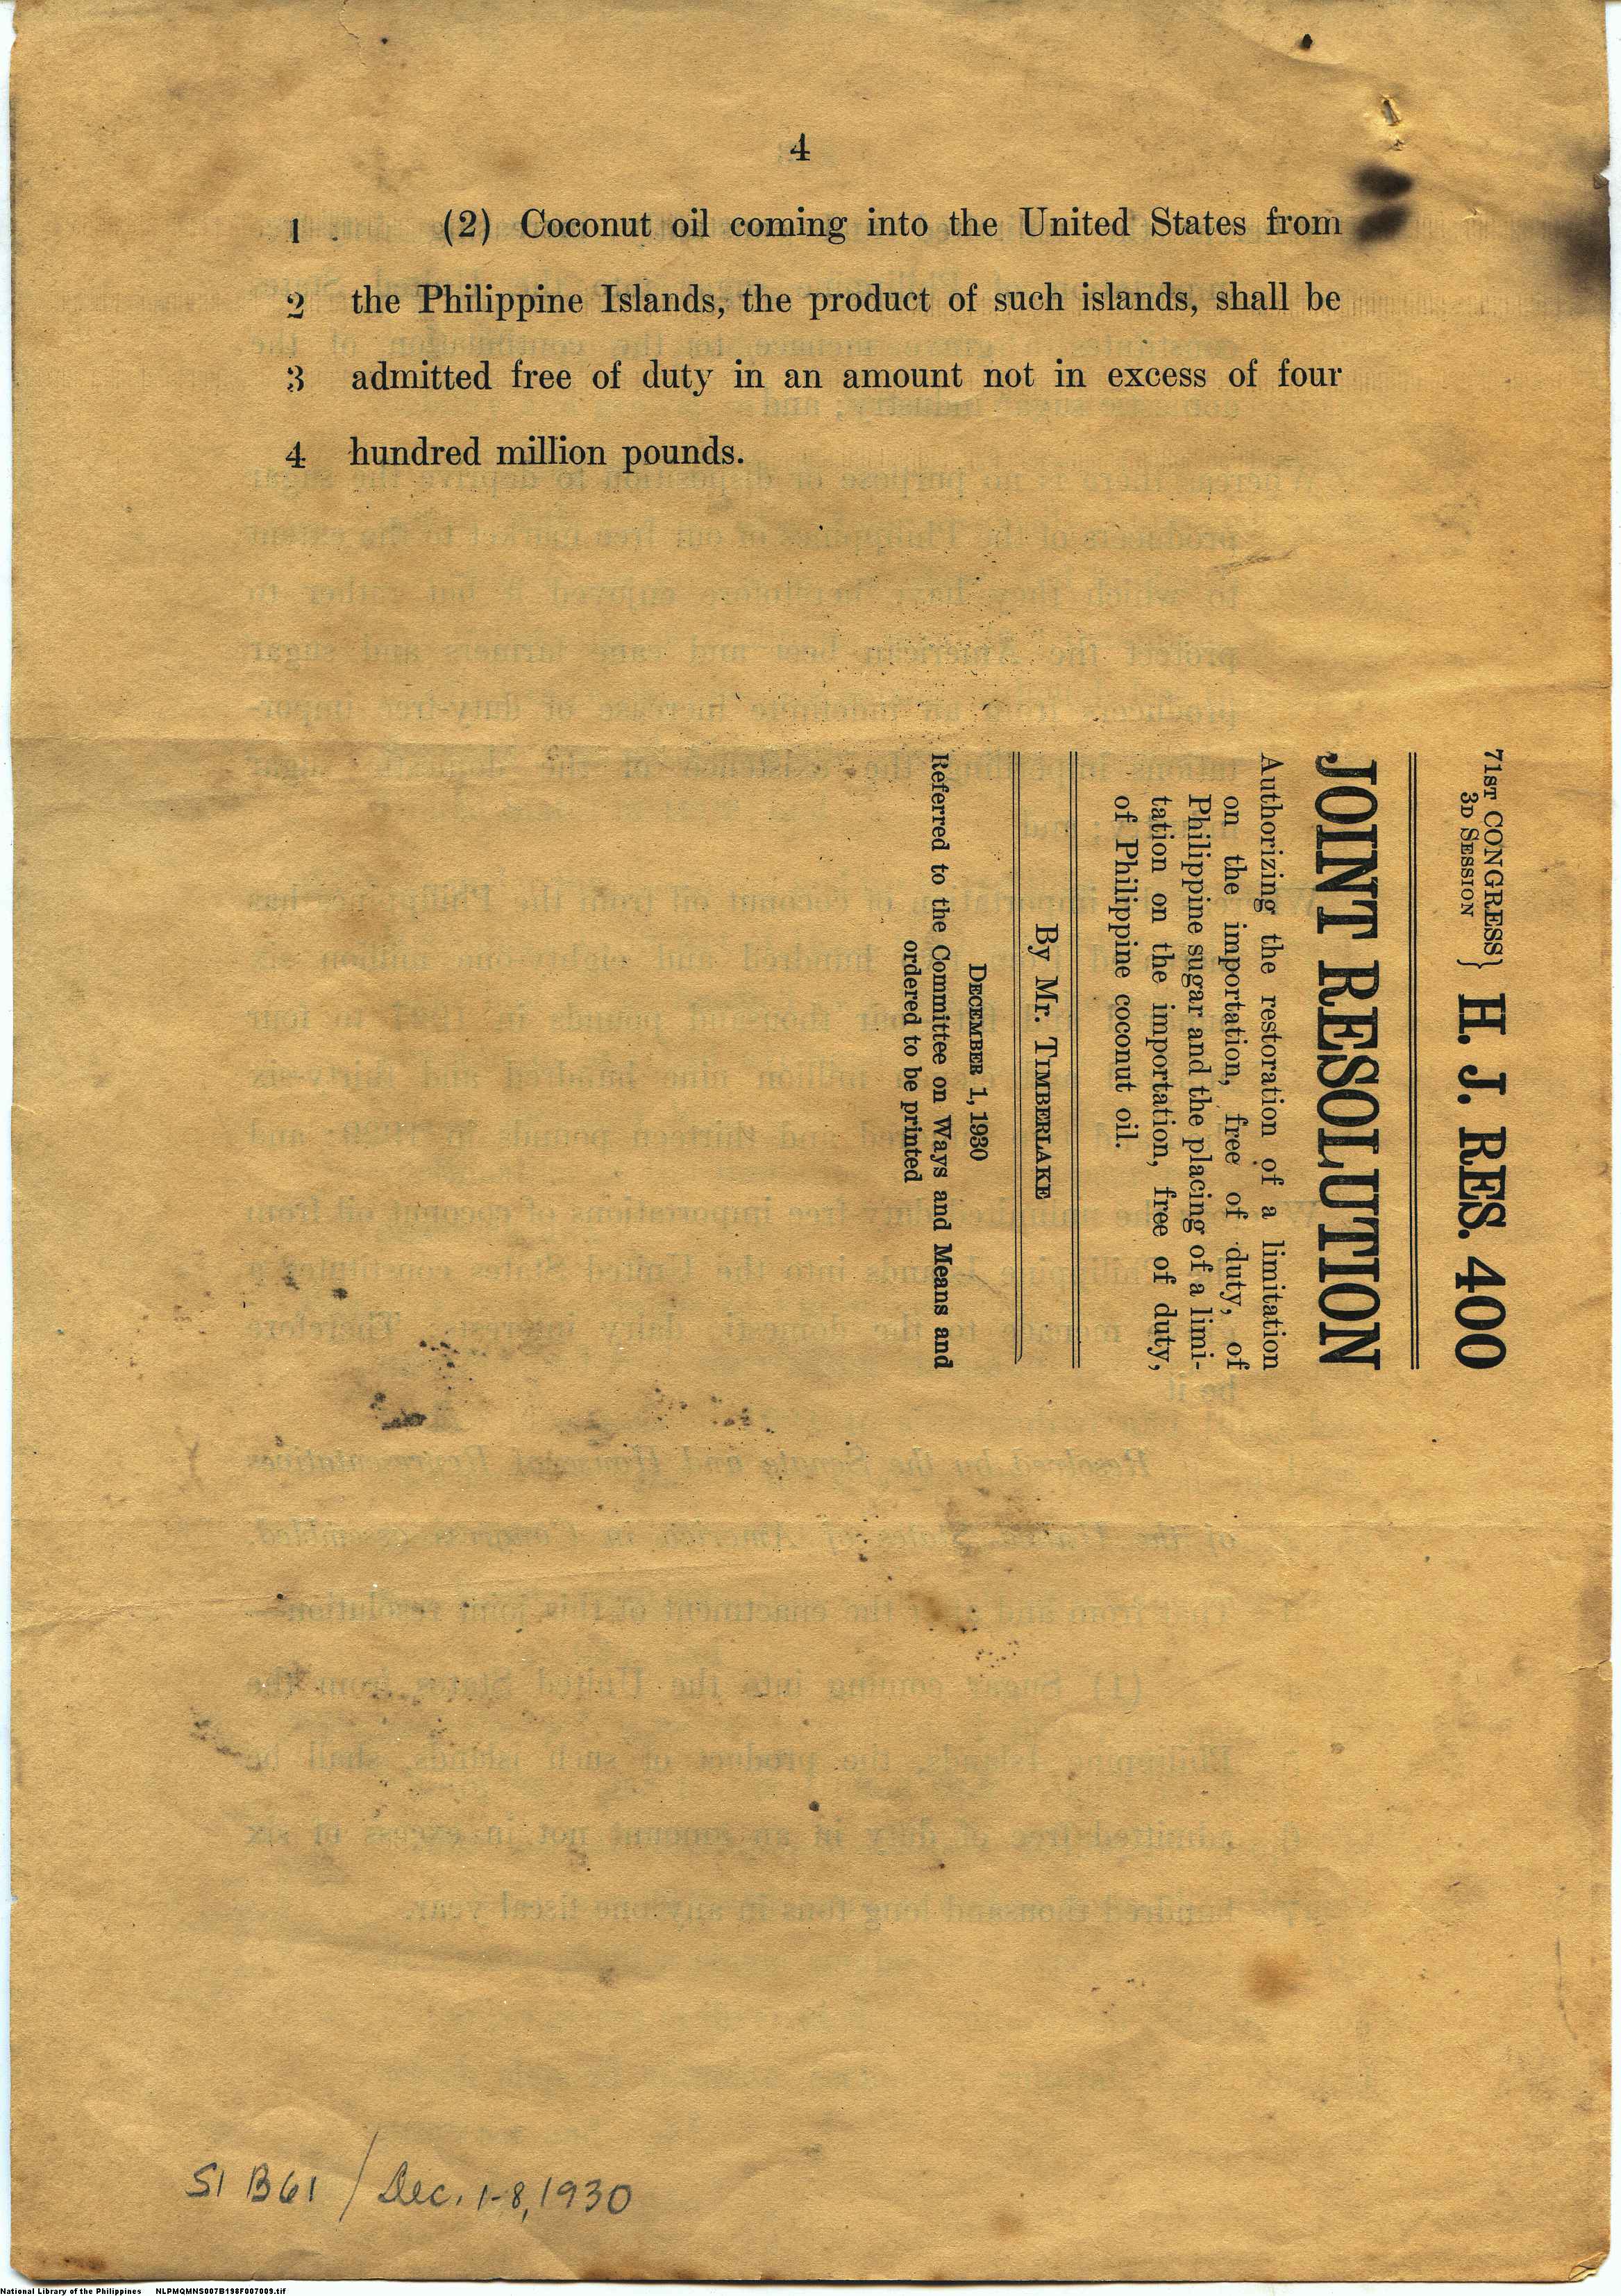 4
1 (2) Coconut oil coming into the United States from
2 the Philippine Islands, the product of such islands, shall be
3 admitted free of duty in an amount not in excess of four
4 hundred million pounds.
71ST CONGRESS
3D SESSION
H. J. RES. 400
JOINT RESOLUTION
Authorizing the restoration of a limitation
on the importation, free of duty, of
Philippine sugar and the placing of a limi-
tation on the importation, free of duty,
of Philippine coconut oil.
By Mr. TIMBERLAKE
DECEMBER 1, 1930
Referred to the Committee on Ways and Means and
ordered to be printed
S1 B61 / Dec. 1-8, 1930
National Library of the Philippines NLPMQMNS007B198F007009.tif